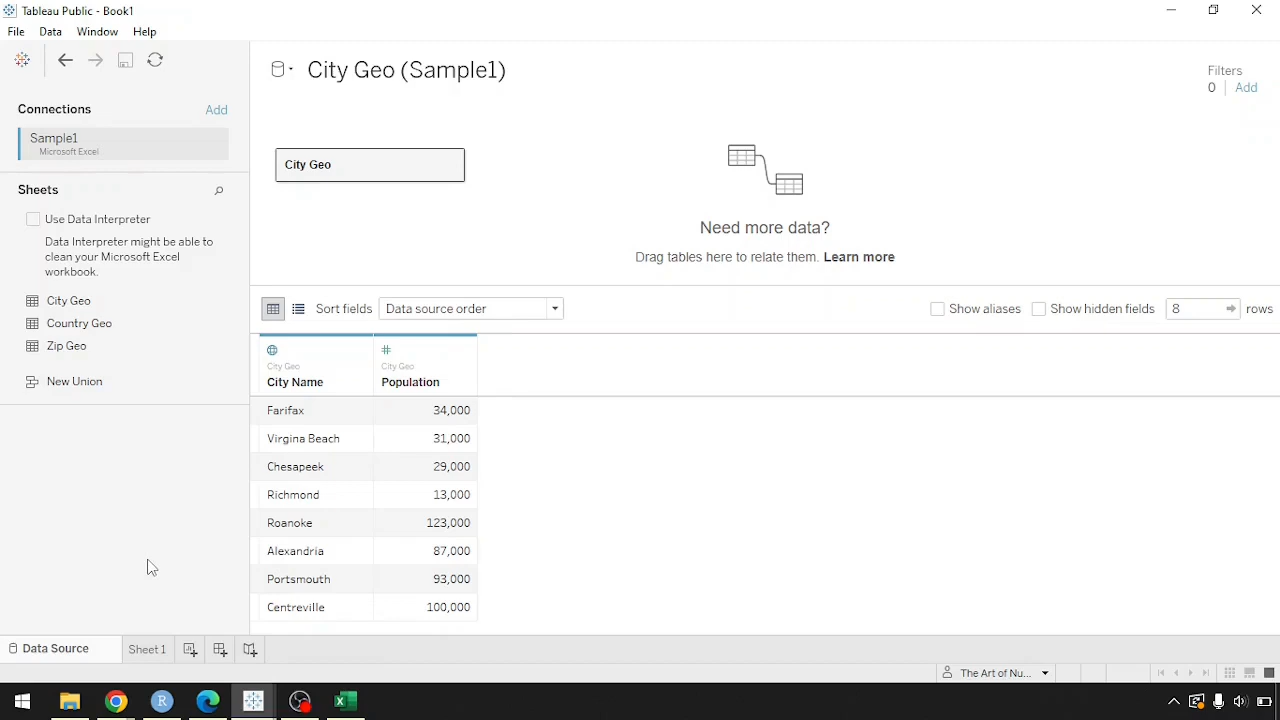 Tableau Public - Book1
File Data Window Help
Connections Add
Sample1
Microsoft Excel
Sheets
Use Data Interpreter
Data Interpreter might be able to
clean your Microsoft Excel
workbook.
City Geo
Country Geo
Zip Geo
New Union
City Geo (Sample1)
Filters
0 Add
City Geo
Need more data?
Drag tables here to relate them. Learn more
Sort fields Data source order Show aliases Show hidden fields 8 rows
City Geo City Geo
City Name Population
Farifax 34,000
Virgina Beach 31,000
Chesapeek 29,000
Richmond 13,000
Roanoke 123,000
Alexandria 87,000
Portsmouth 93,000
Centreville 100,000
Data Source Sheet 1
The Art of Nu...